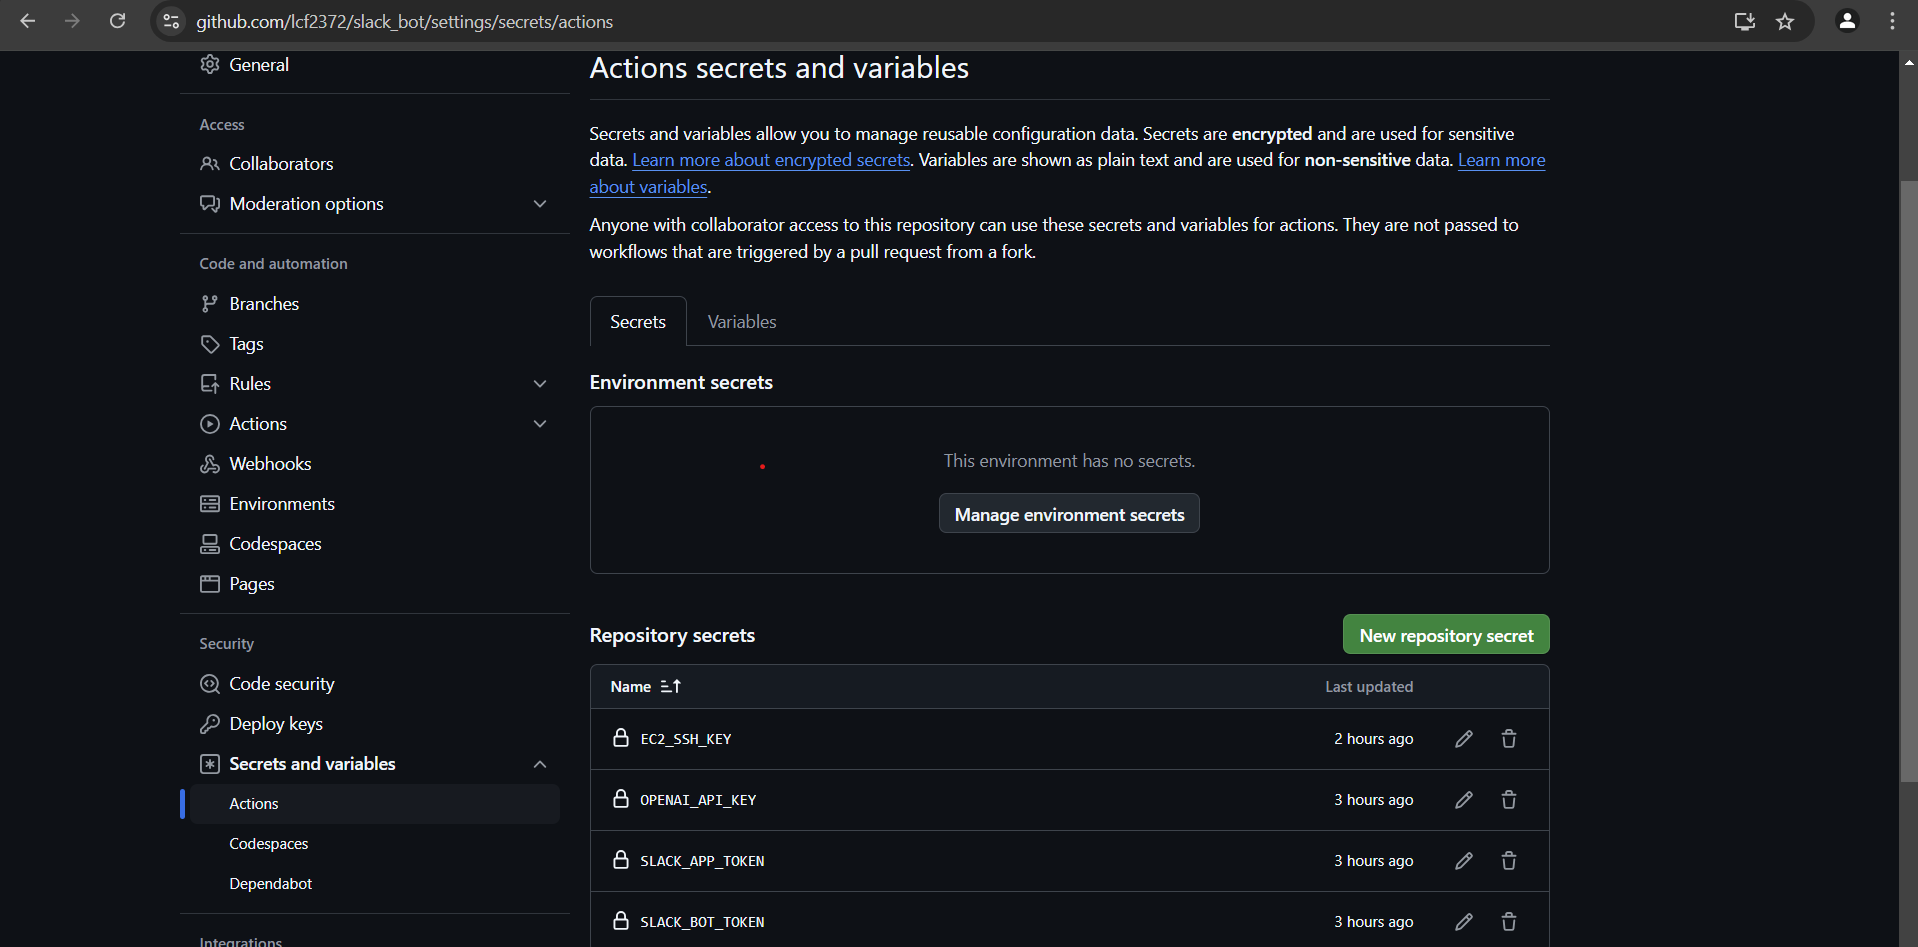 github.com/lcf2372/slack_bot/settings/secrets/actions
General
Access
Collaborators
Moderation options
Code and automation
Branches
Tags
Rules
Actions
Webhooks
Environments
Codespaces
Pages
Security
Code security
Deploy keys
Secrets and variables
Actions
Codespaces
Dependabot
Integrations
Actions secrets and variables
Secrets and variables allow you to manage reusable configuration data. Secrets are encrypted and are used for sensitive
data. Learn more about encrypted secrets. Variables are shown as plain text and are used for non-sensitive data. Learn more
about variables.
Anyone with collaborator access to this repository can use these secrets and variables for actions. They are not passed to
workflows that are triggered by a pull request from a fork.
Secrets Variables
Environment secrets
This environment has no secrets.
Manage environment secrets
Repository secrets New repository secret
Name Last updated
EC2_SSH_KEY 2 hours ago
OPENAI_API_KEY 3 hours ago
SLACK_APP_TOKEN 3 hours ago
SLACK_BOT_TOKEN 3 hours ago